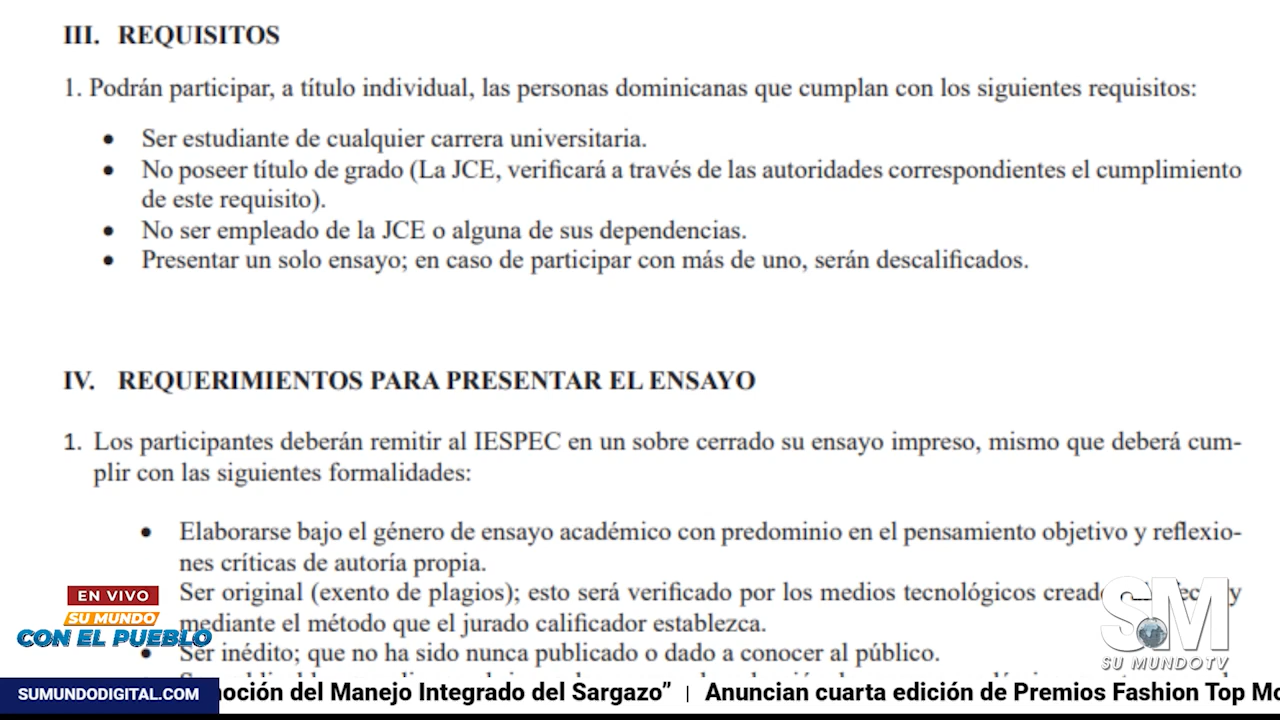 III. REQUISITOS
1. Podrán participar, a título individual, las personas dominicanas que cumplan con los siguientes requisitos:
• Ser estudiante de cualquier carrera universitaria.
• No poseer título de grado (La JCE, verificará a través de las autoridades correspondientes el cumplimiento
de este requisito).
• No ser empleado de la JCE o alguna de sus dependencias.
• Presentar un solo ensayo; en caso de participar con más de uno, serán descalificados.
IV. REQUERIMIENTOS PARA PRESENTAR EL ENSAYO
1. Los participantes deberán remitir al IESPEC en un sobre cerrado su ensayo impreso, mismo que deberá cum-
plir con las siguientes formalidades:
• Elaborarse bajo el género de ensayo académico con predominio en el pensamiento objetivo y reflexio-
nes críticas de autoría propia.
Ser original (exento de plagios); esto será verificado por los medios tecnológicos y
mediante el método que el jurado calificador establezca.
• Ser inédito; que no ha sido nunca publicado o dado a conocer al público.
EN VIVO
SU MUNDO
CON EL PUEBLO
SM
SU MUNDO TV
SUMUNDODIGITAL.COM
moción del Manejo Integrado del Sargazo” | Anuncian cuarta edición de Premios Fashion Top Mo